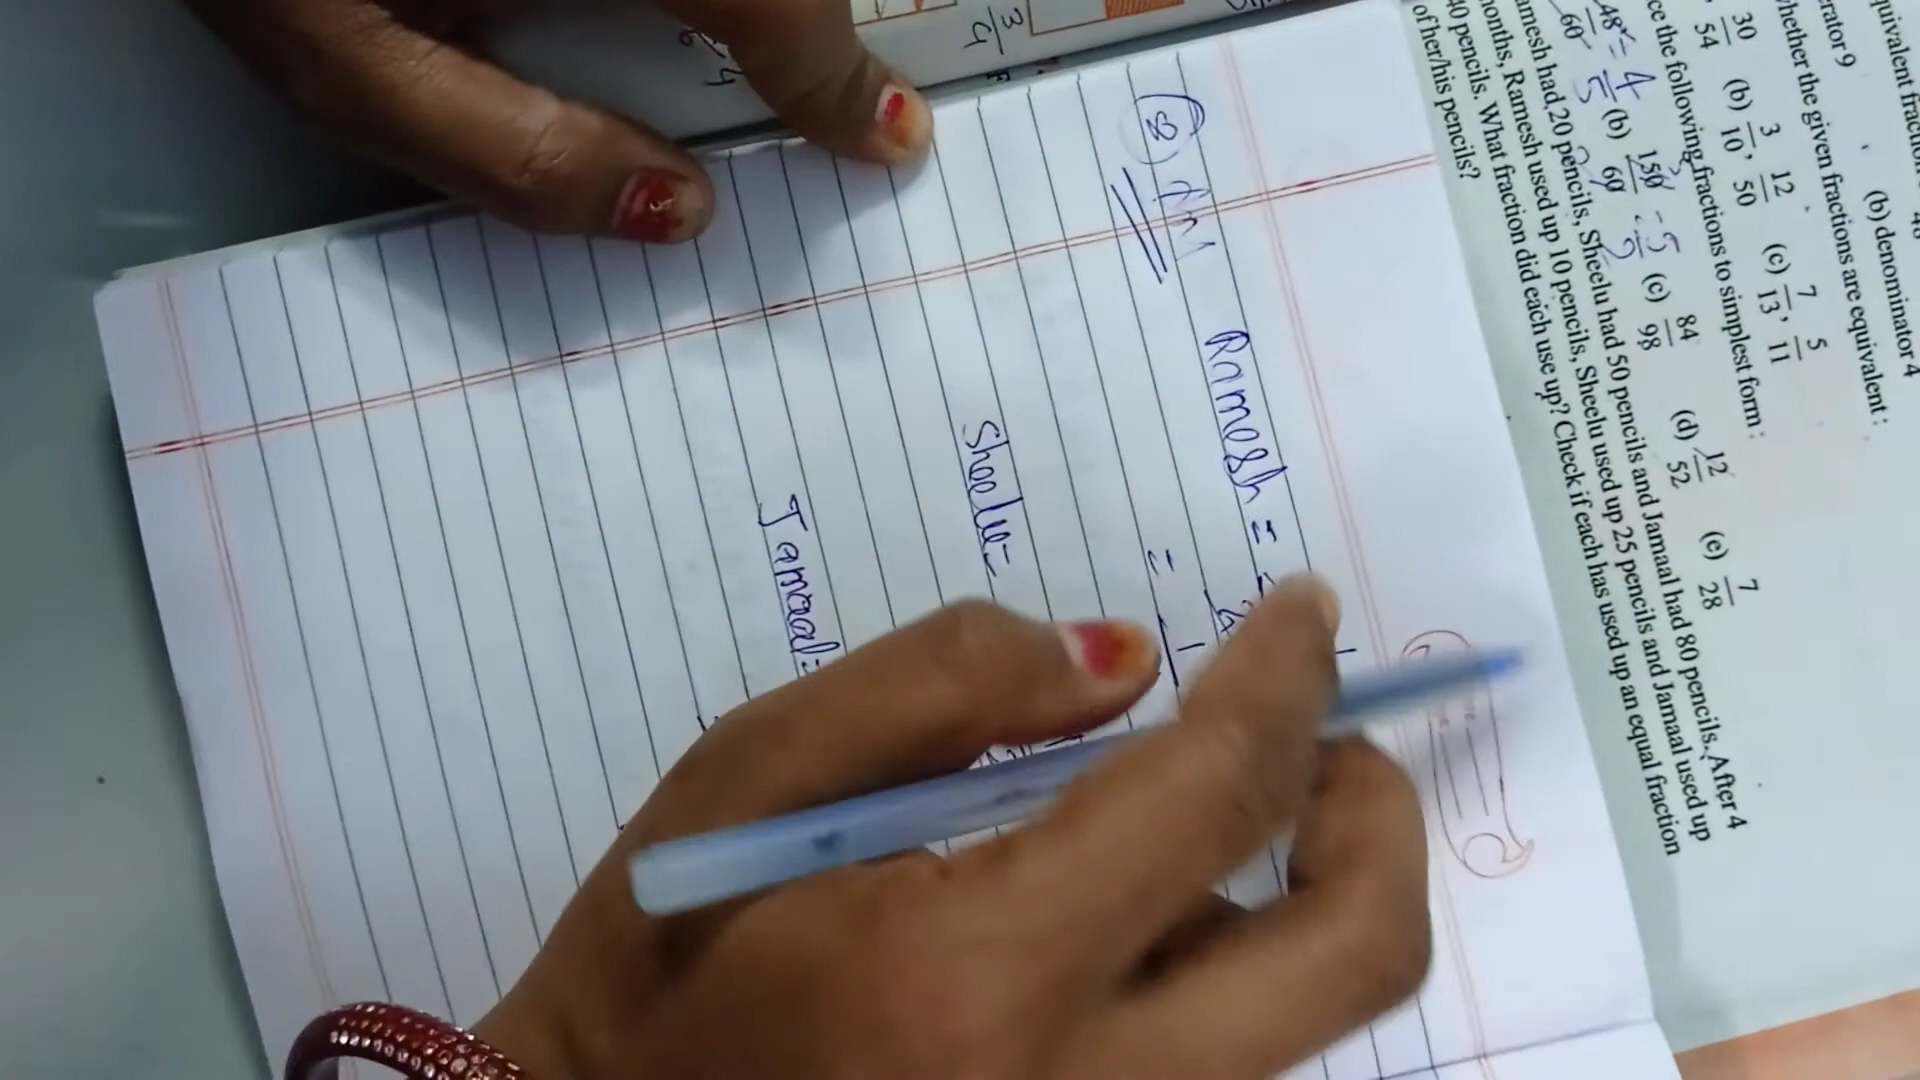 (b) denominator 4
erator 9
hether the given fractions are equivalent :
30/54 (b) 3/10, 12/50 (c) 7/13, 5/11
ce the following fractions to simplest form :
48/60 = 4/5 (b) 150/60 = 5/2 (c) 84/98 (d) 12/52 (e) 7/28
amesh had 20 pencils, Sheelu had 50 pencils and Jamaal had 80 pencils. After 4
months, Ramesh used up 10 pencils, Sheelu used up 25 pencils and Jamaal used up
40 pencils. What fraction did each use up? Check if each has used up an equal fraction
of her/his pencils?
3/4
8 Ans
Ramesh =
= 1
Sheelu =
Jamaal =